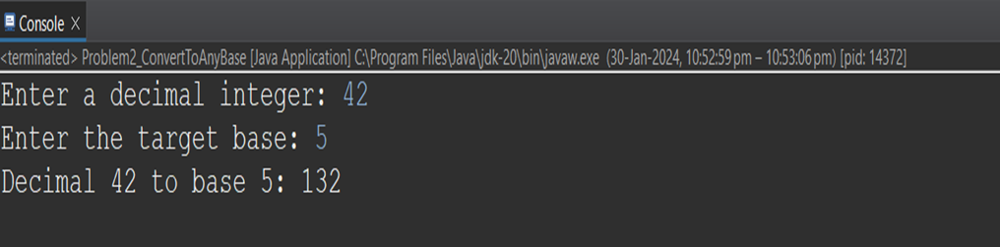 Console
<terminated> Problem2_ConvertToAnyBase [Java Application] C:\Program Files\Java\jdk-20\bin\javaw.exe (30-Jan-2024, 10:52:59 pm – 10:53:06 pm) [pid: 14372]
Enter a decimal integer: 42
Enter the target base: 5
Decimal 42 to base 5: 132